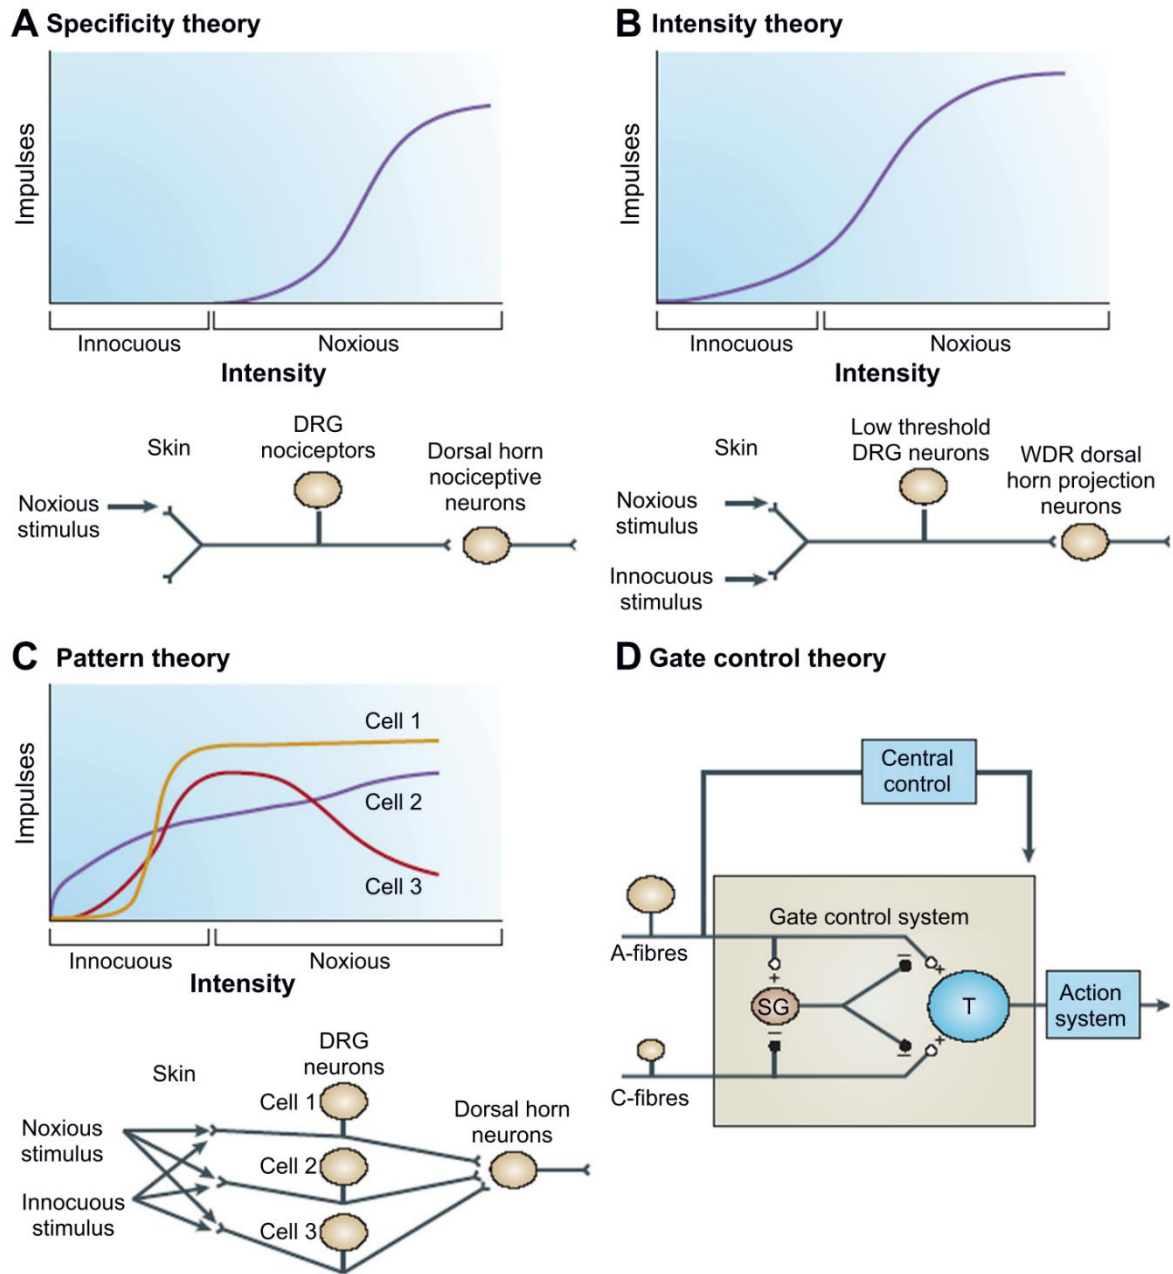 A Specificity theory
Impulses
Innocuous
Noxious
Intensity
Skin
DRG
nociceptors
Dorsal horn
nociceptive
neurons
Noxious
stimulus
B Intensity theory
Impulses
Innocuous
Noxious
Intensity
Skin
Low threshold
DRG neurons
WDR dorsal
horn projection
neurons
Noxious
stimulus
Innocuous
stimulus
C Pattern theory
Impulses
Cell 1
Cell 2
Cell 3
Innocuous
Noxious
Intensity
Skin
DRG
neurons
Cell 1
Cell 2
Cell 3
Dorsal horn
neurons
Noxious
stimulus
Innocuous
stimulus
D Gate control theory
Central
control
Gate control system
A-fibres
C-fibres
SG
T
+
–
–
–
+
+
Action
system